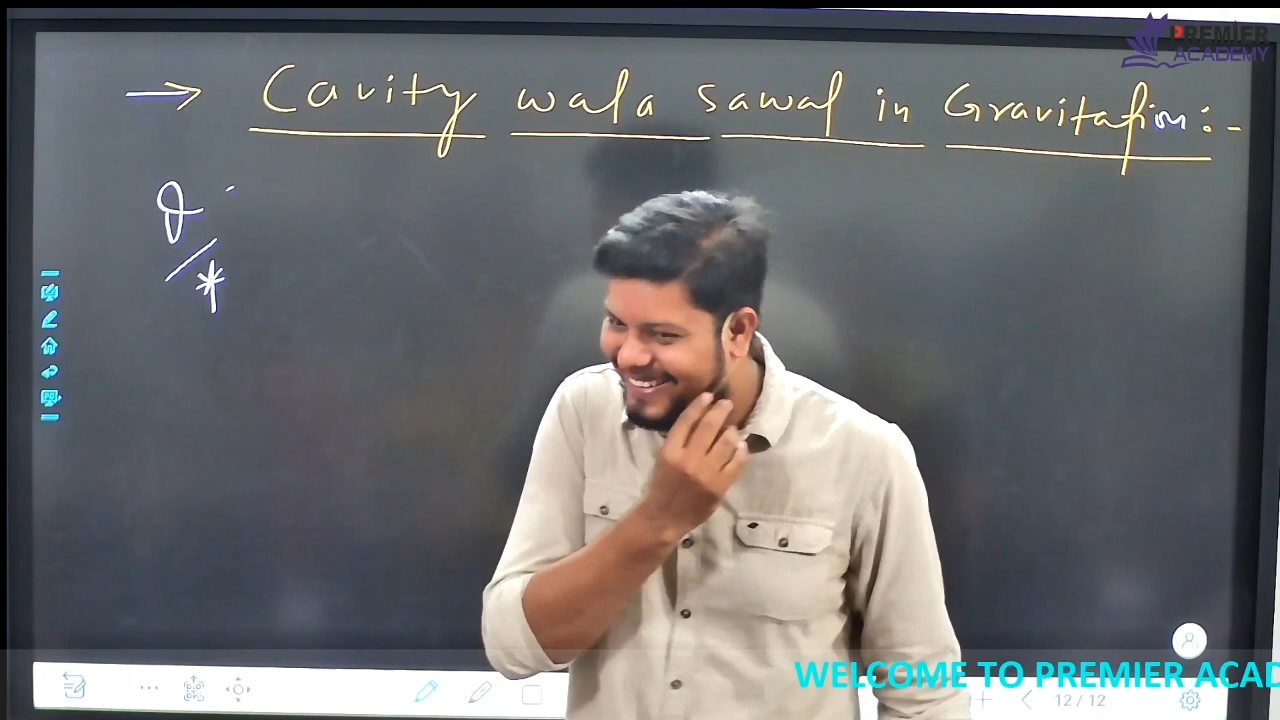 PREMIER
ACADEMY
→ Cavity wala sawal in Gravitation:-
Q.
*
12/12
WELCOME TO PREMIER ACAD